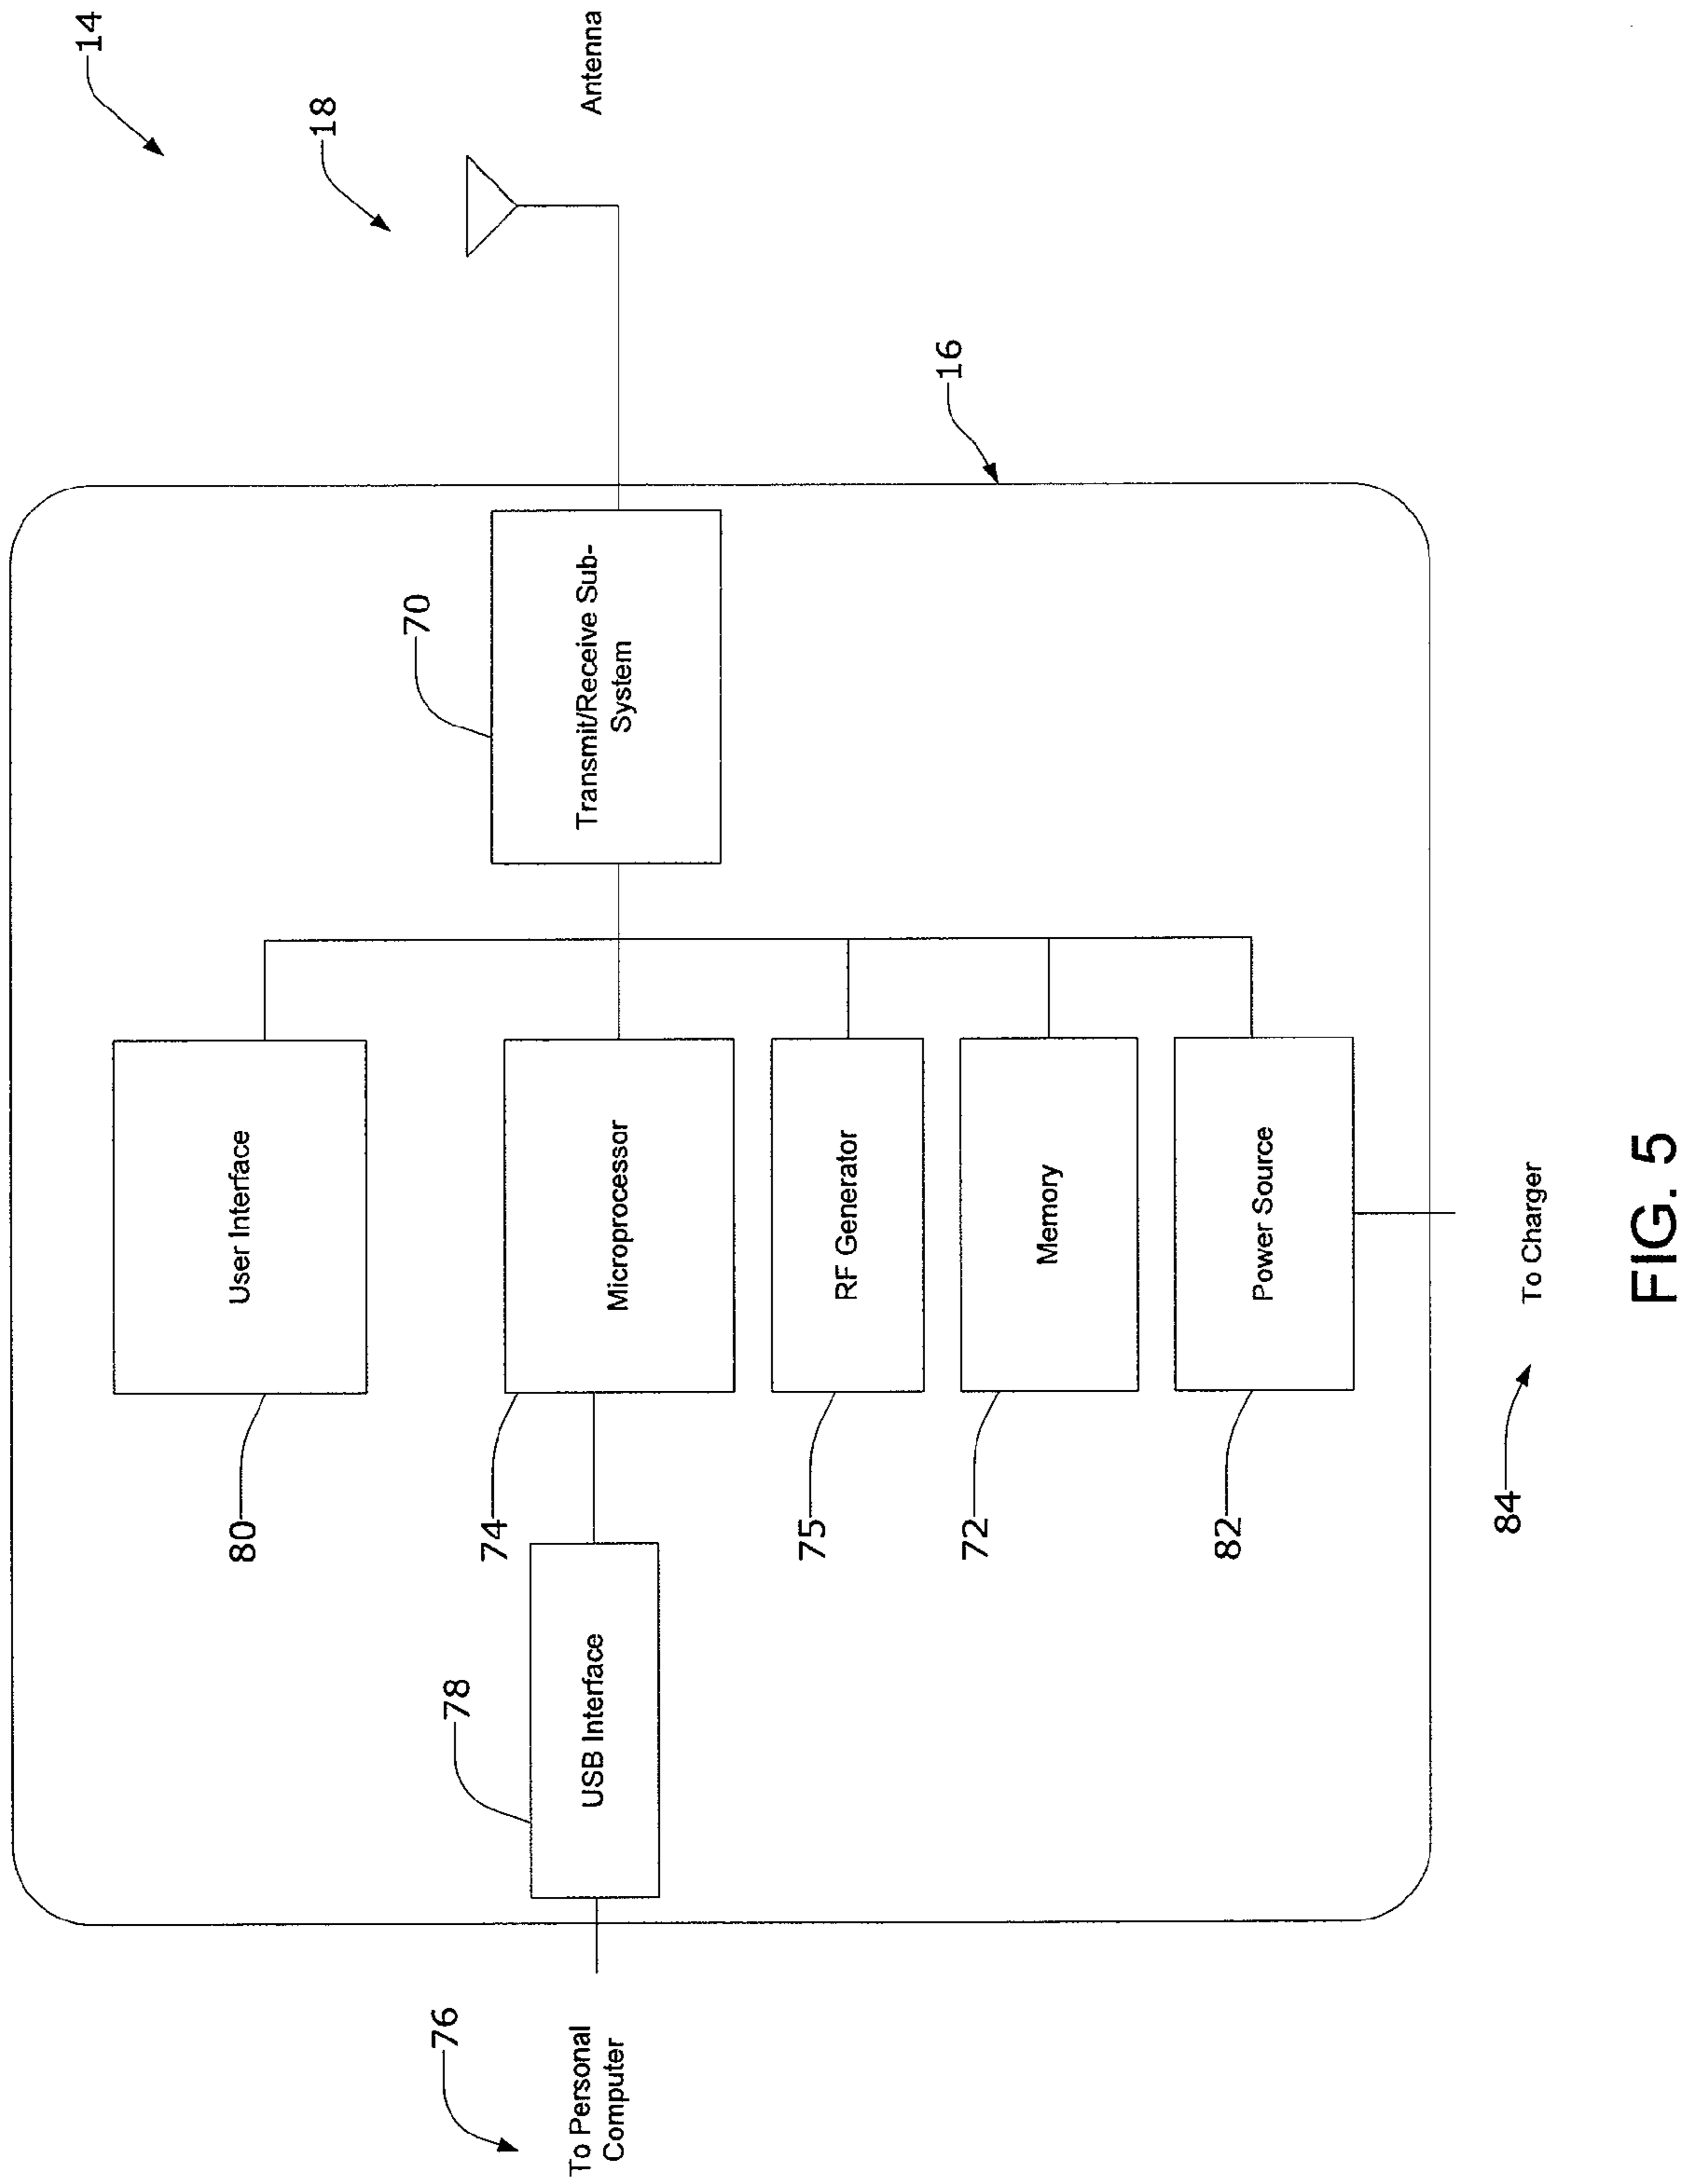 14
18
Antenna
16
70
Transmit/Receive Sub-
System
80
User Interface
74
Microprocessor
78
USB Interface
76
To Personal
Computer
75
RF Generator
72
Memory
82
Power Source
84
To Charger
FIG. 5